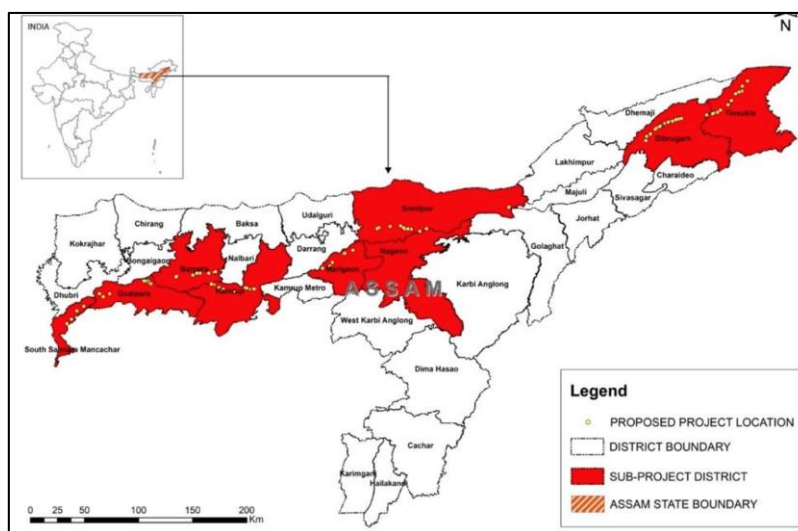 INDIA
N
Dhemaji
Tinsukia
Dibrugarh
Lakhimpur
Charaideo
Majuli
Sivasagar
Jorhat
Sonitpur
Udalguri
Chirang
Baksa
Kokrajhar
Golaghat
Darrang
Nagaon
Bongaigaon
Barpeta
Nalbari
Morigaon
Karbi Anglong
Dhubri
Goalpara
Kamrup
Kamrup Metro
ASSAM
West Karbi Anglong
South Salmara Mancachar
Dima Hasao
Cachar
Karimganj
Hailakandi
Legend
PROPOSED PROJECT LOCATION
DISTRICT BOUNDARY
SUB-PROJECT DISTRICT
ASSAM STATE BOUNDARY
0 25 50 100 150 200
Km